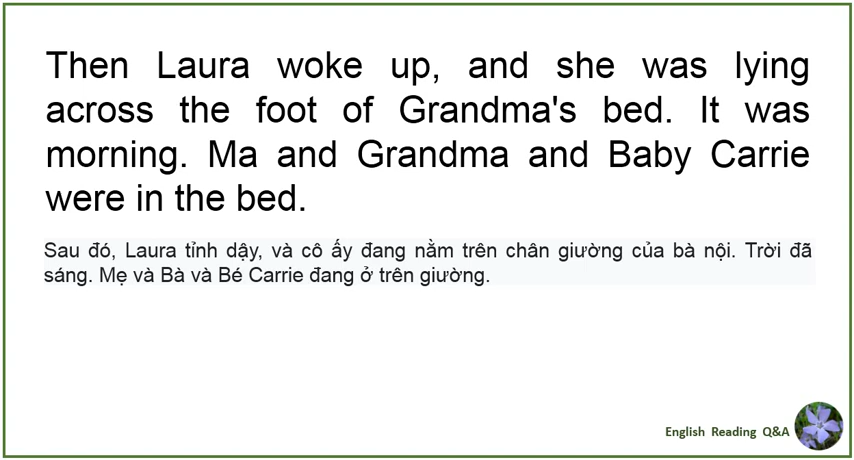 Then Laura woke up, and she was lying
across the foot of Grandma's bed. It was
morning. Ma and Grandma and Baby Carrie
were in the bed.
Sau đó, Laura tỉnh dậy, và cô ấy đang nằm trên chân giường của bà nội. Trời đã
sáng. Mẹ và Bà và Bé Carrie đang ở trên giường.
English Reading Q&A